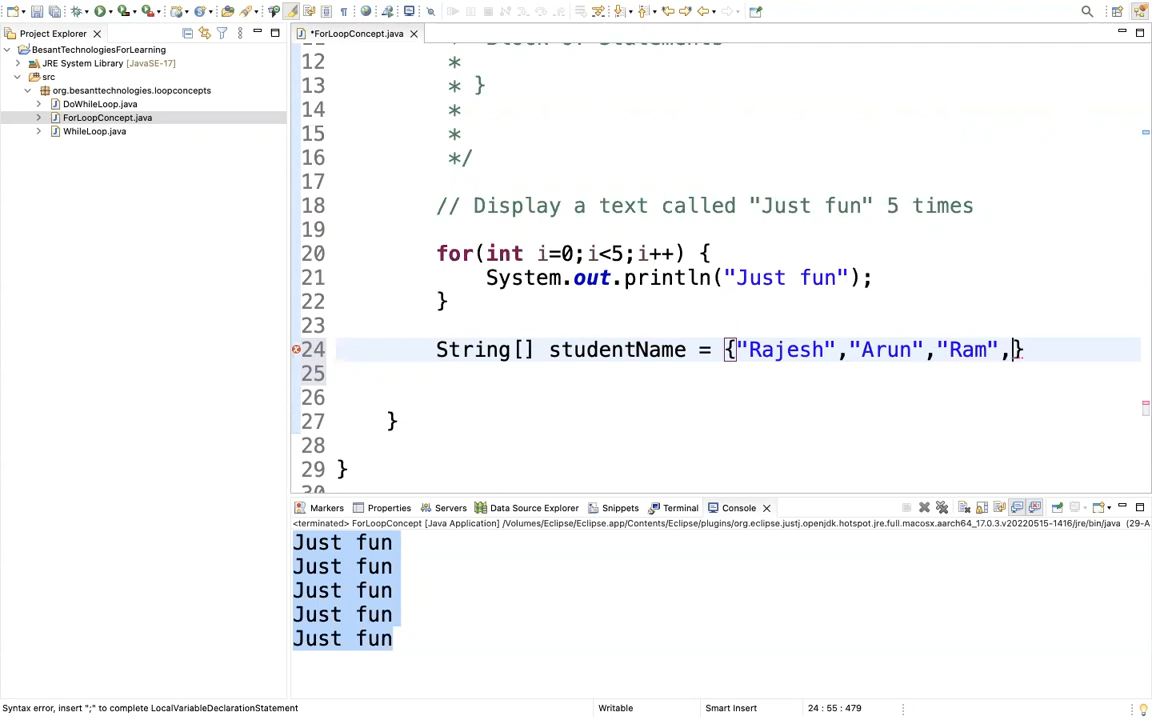 Project Explorer
*ForLoopConcept.java
BesantTechnologiesForLearning
JRE System Library [JavaSE-17]
src
org.besanttechnologies.loopconcepts
DoWhileLoop.java
ForLoopConcept.java
WhileLoop.java
12 *
13 * }
14 *
15 *
16 */
17
18 // Display a text called "Just fun" 5 times
19
20 for(int i=0;i<5;i++) {
21 System.out.println("Just fun");
22 }
23
24 String[] studentName = {"Rajesh","Arun","Ram",}
25
26
27 }
28
29 }
30
Markers Properties Servers Data Source Explorer Snippets Terminal Console
<terminated> ForLoopConcept [Java Application] /Volumes/Eclipse/Eclipse.app/Contents/Eclipse/plugins/org.eclipse.justj.openjdk.hotspot.jre.full.macosx.aarch64_17.0.3.v20220515-1416/jre/bin/java (29-A
Just fun
Just fun
Just fun
Just fun
Just fun
Syntax error, insert ";" to complete LocalVariableDeclarationStatement
Writable
Smart Insert
24 : 55 : 479